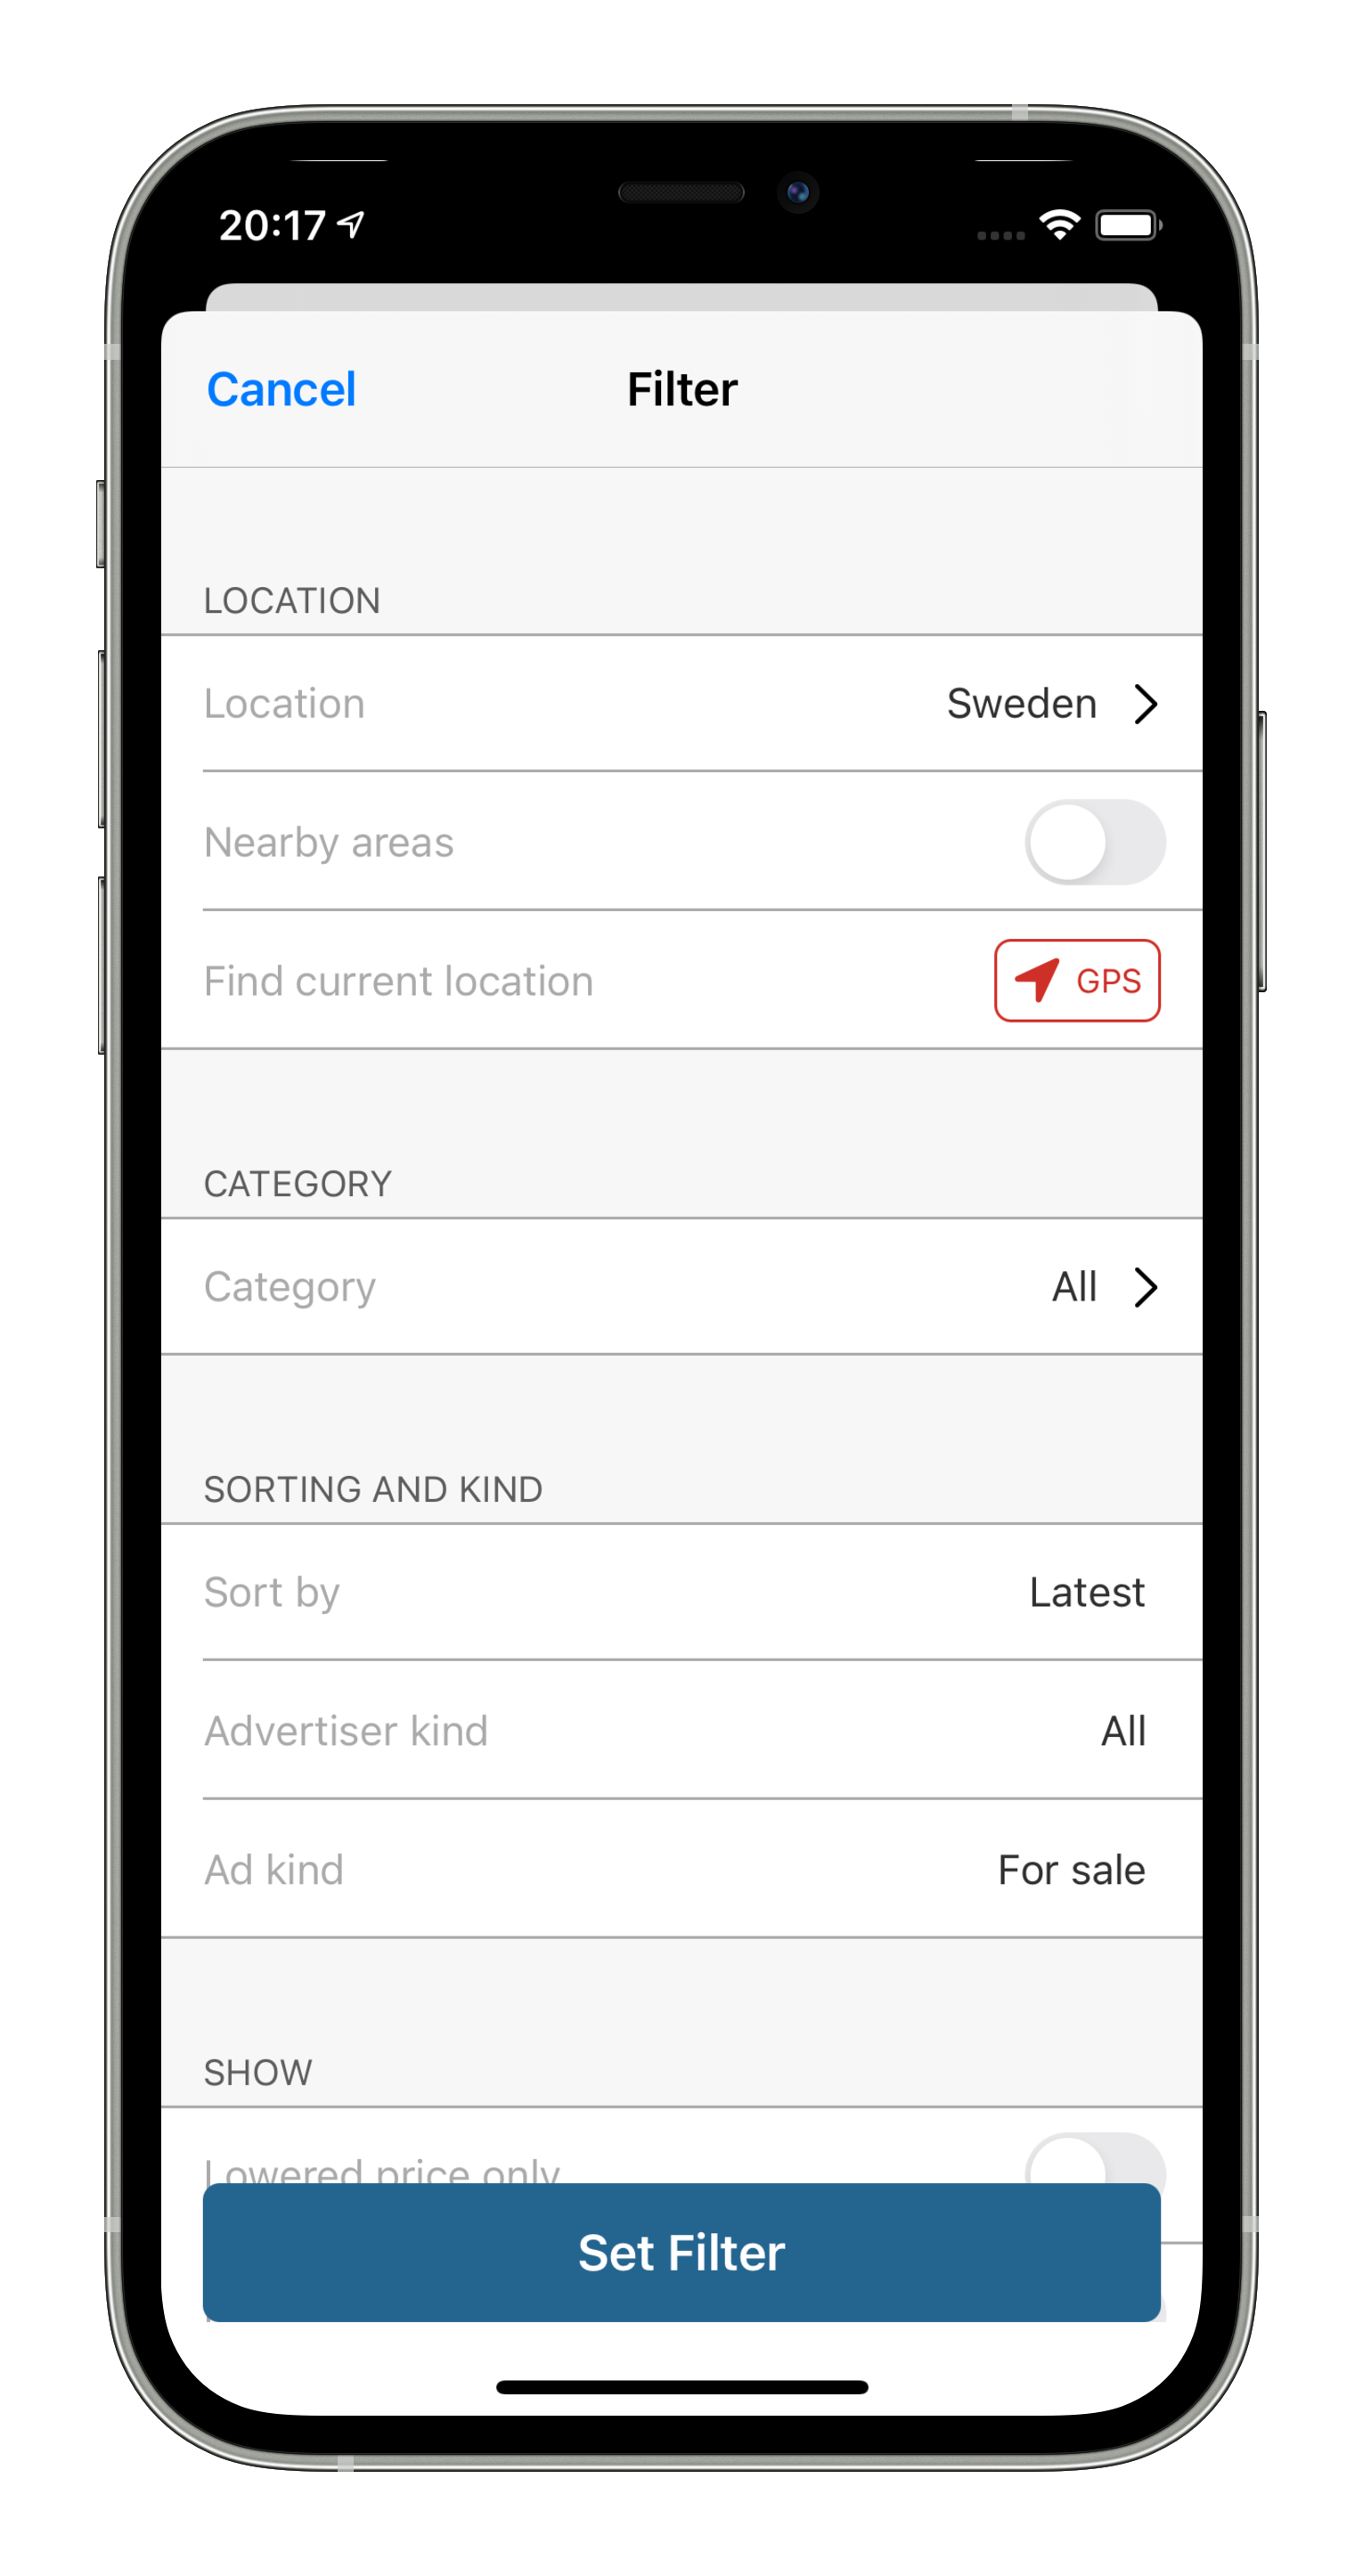 20:17
Cancel Filter
LOCATION
Location Sweden
Nearby areas
Find current location GPS
CATEGORY
Category All
SORTING AND KIND
Sort by Latest
Advertiser kind All
Ad kind For sale
SHOW
Lowered price only
Set Filter